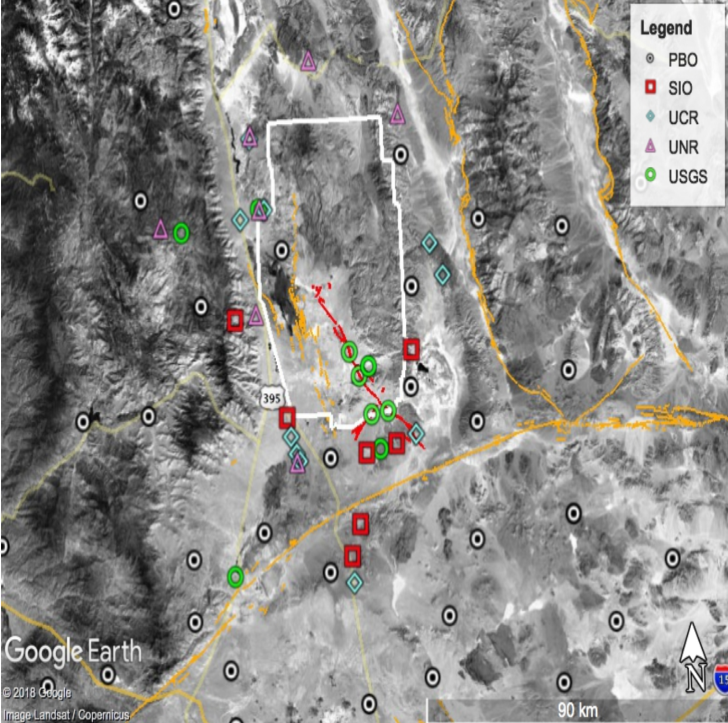 Legend
PBO
SIO
UCR
UNR
USGS
395
Google Earth
© 2018 Google
Image Landsat / Copernicus
N
15
90 km